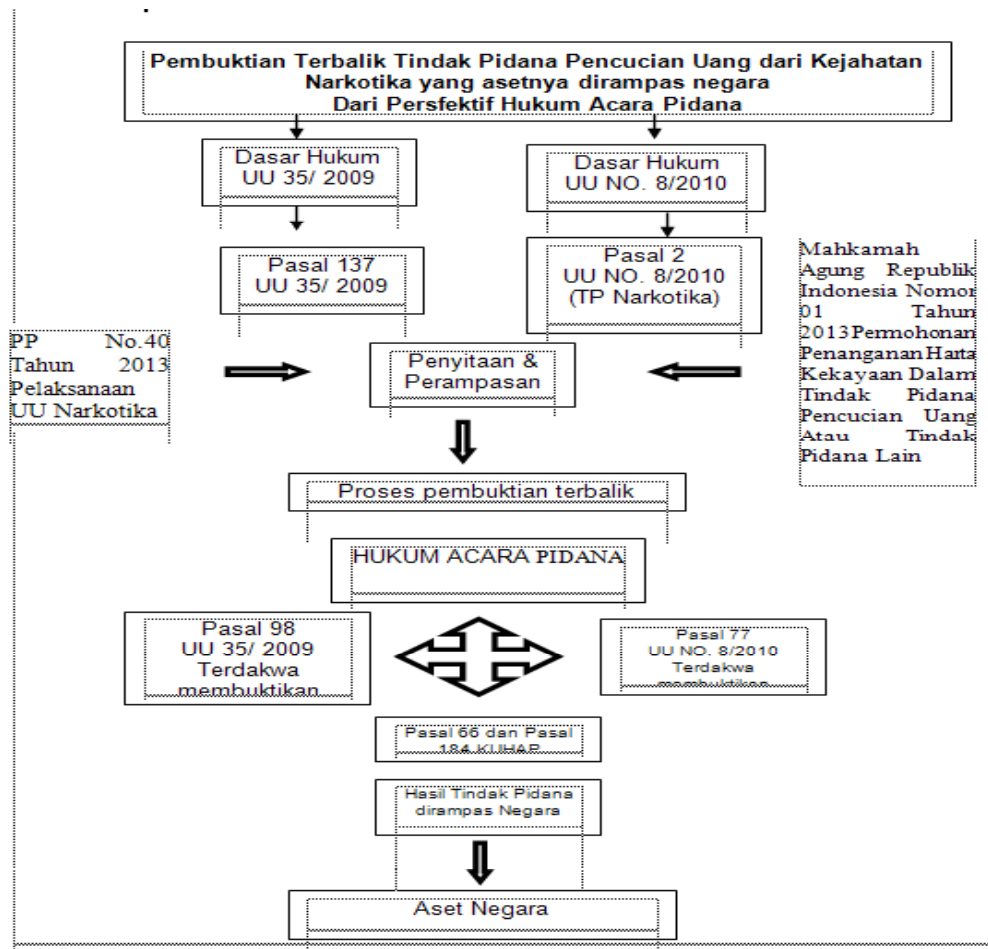 Pembuktian Terbalik Tindak Pidana Pencucian Uang dari Kejahatan
Narkotika yang asetnya dirampas negara
Dari Persfektif Hukum Acara Pidana
Dasar Hukum
UU 35/ 2009
Dasar Hukum
UU NO. 8/2010
Pasal 137
UU 35/ 2009
Pasal 2
UU NO. 8/2010
(TP Narkotika)
Mahkamah
Agung Republik
Indonesia Nomor
01 Tahun
2013Permohonan
Penanganan Harta
Kekayaan Dalam
Tindak Pidana
Pencucian Uang
Atau Tindak
Pidana Lain
PP No.40
Tahun 2013
Pelaksanaan
UU Narkotika
Penyitaan &
Perampasan
Proses pembuktian terbalik
HUKUM ACARA PIDANA
Pasal 98
UU 35/ 2009
Terdakwa
membuktikan
Pasal 77
UU NO. 8/2010
Terdakwa
membuktikan
Pasal 66 dan Pasal
184 KUHAP
Hasil Tindak Pidana
dirampas Negara
Aset Negara